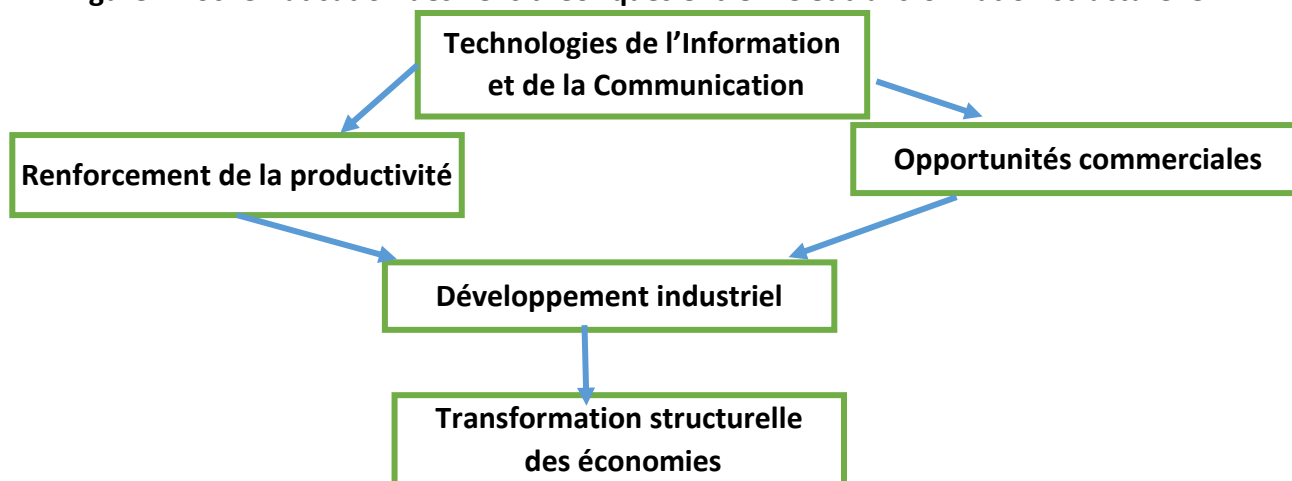 Technologies de l’Information
et de la Communication
Renforcement de la productivité
Opportunités commerciales
Développement industriel
Transformation structurelle
des économies